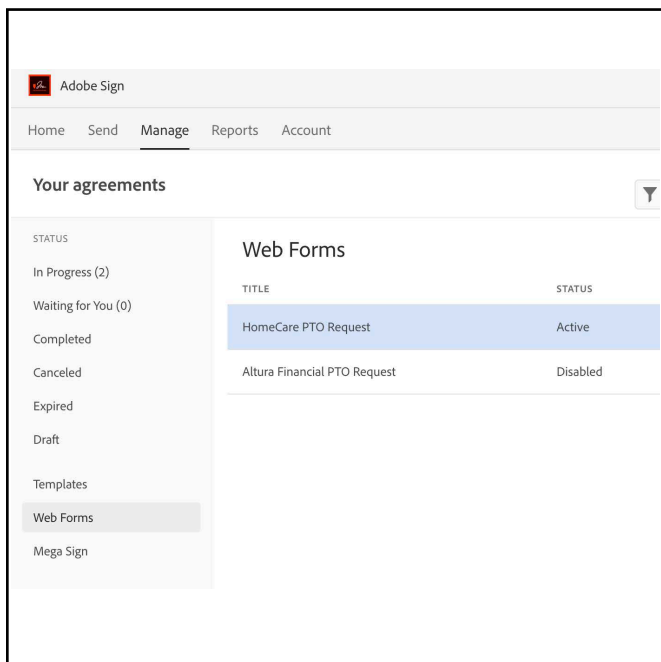 Adobe Sign
Home Send Manage Reports Account
Your agreements
STATUS
In Progress (2)
Waiting for You (0)
Completed
Canceled
Expired
Draft
Templates
Web Forms
Mega Sign
Web Forms
TITLE STATUS
HomeCare PTO Request Active
Altura Financial PTO Request Disabled